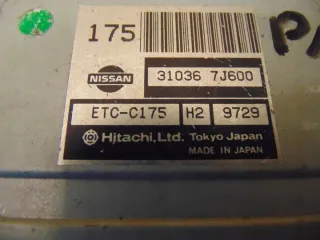 175
NISSAN 31036 7J600
ETC-C175 H2 9729
Hitachi, Ltd. Tokyo Japan
MADE IN JAPAN